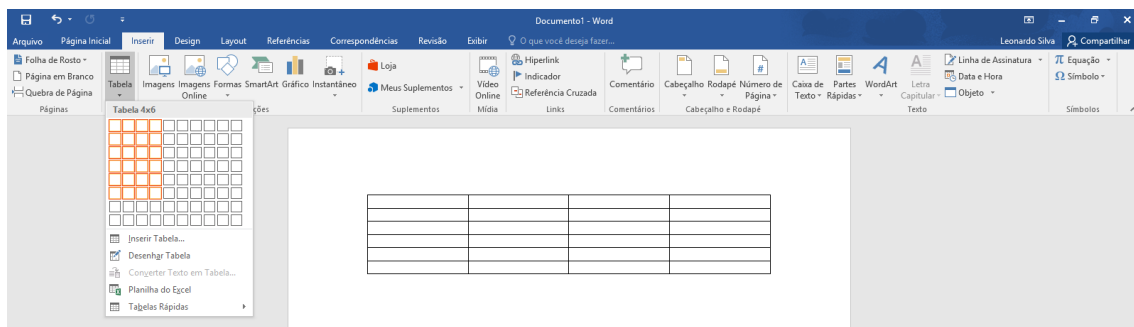 Documento1 - Word
Arquivo Página Inicial Inserir Design Layout Referências Correspondências Revisão Exibir O que você deseja fazer... Leonardo Silva Compartilhar
Folha de Rosto
Página em Branco
Quebra de Página
Páginas
Tabela
Imagens
Imagens Online
Formas
SmartArt
Gráfico
Instantâneo
ções
Loja
Meus Suplementos
Suplementos
Vídeo Online
Mídia
Hiperlink
Indicador
Referência Cruzada
Links
Comentário
Comentários
Cabeçalho
Rodapé
Número de Página
#
Cabeçalho e Rodapé
Caixa de Texto
Partes Rápidas
WordArt
Letra Capitular
Linha de Assinatura
Data e Hora
Objeto
Texto
π Equação
Ω Símbolo
Símbolos
Tabela 4x6
Inserir Tabela...
Desenhar Tabela
Converter Texto em Tabela...
Planilha do Excel
Tabelas Rápidas